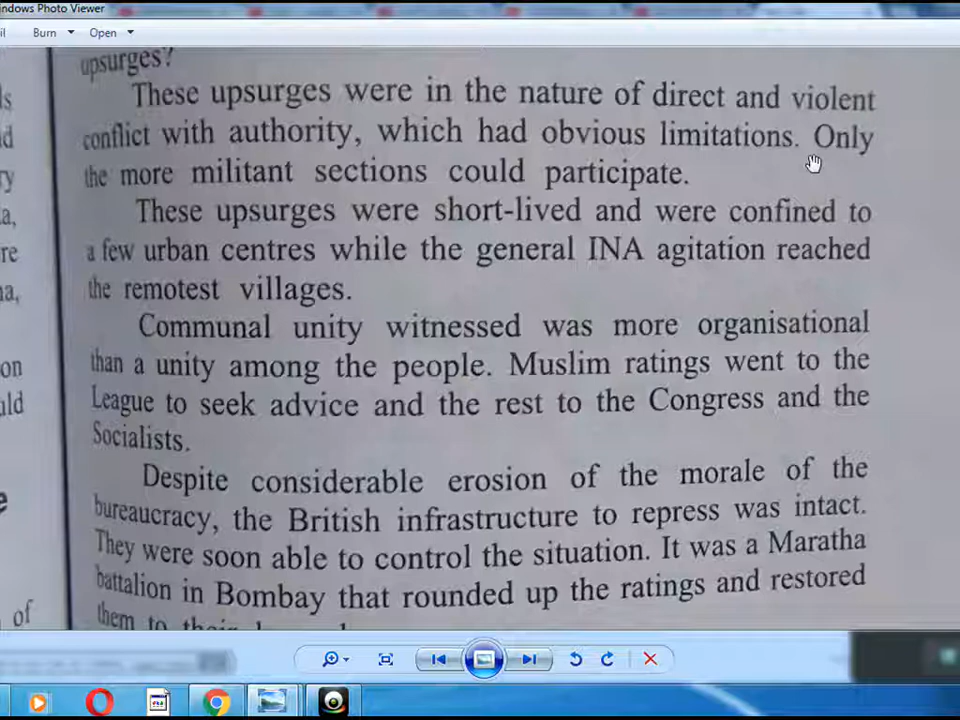 ndows Photo Viewer
il Burn Open
upsurges?
These upsurges were in the nature of direct and violent
conflict with authority, which had obvious limitations. Only
the more militant sections could participate.
These upsurges were short-lived and were confined to
a few urban centres while the general INA agitation reached
the remotest villages.
Communal unity witnessed was more organisational
than a unity among the people. Muslim ratings went to the
League to seek advice and the rest to the Congress and the
Socialists.
Despite considerable erosion of the morale of the
bureaucracy, the British infrastructure to repress was intact.
They were soon able to control the situation. It was a Maratha
battalion in Bombay that rounded up the ratings and restored
them to their
of